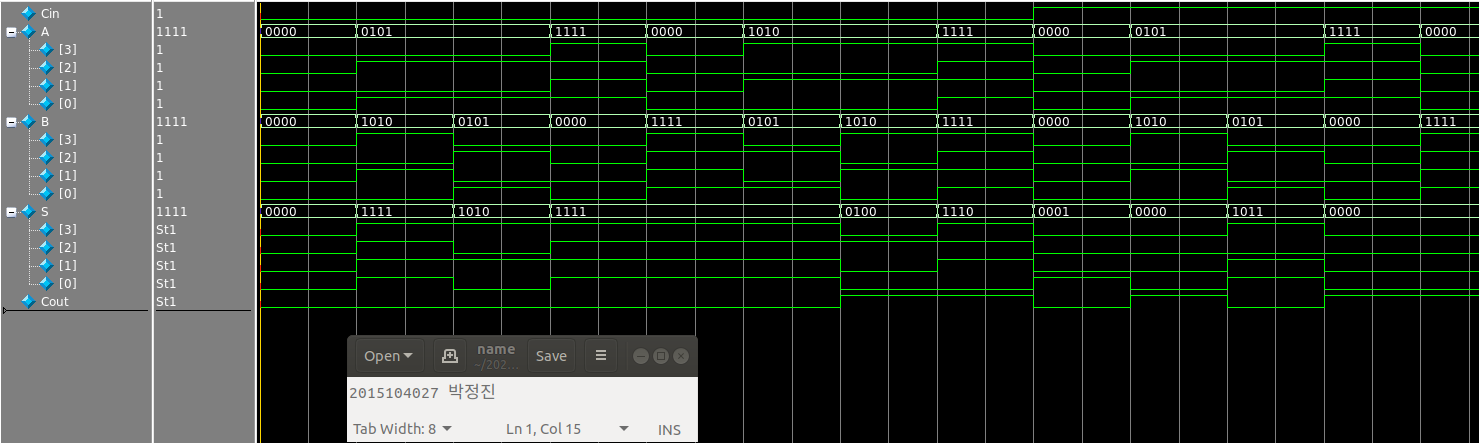 Cin 1
A 1111 0000 0101 1111 0000 1010 1111 0000 0101 1111 0000
[3] 1
[2] 1
[1] 1
[0] 1
B 1111 0000 1010 0101 0000 1111 0101 1010 1111 0000 1010 0101 0000 1111
[3] 1
[2] 1
[1] 1
[0] 1
S 1111 0000 1111 1010 1111 0100 1110 0001 0000 1011 0000
[3] St1
[2] St1
[1] St1
[0] St1
Cout St1
Open name Save
~/202...
2015104027 박정진
Tab Width: 8 Ln 1, Col 15 INS